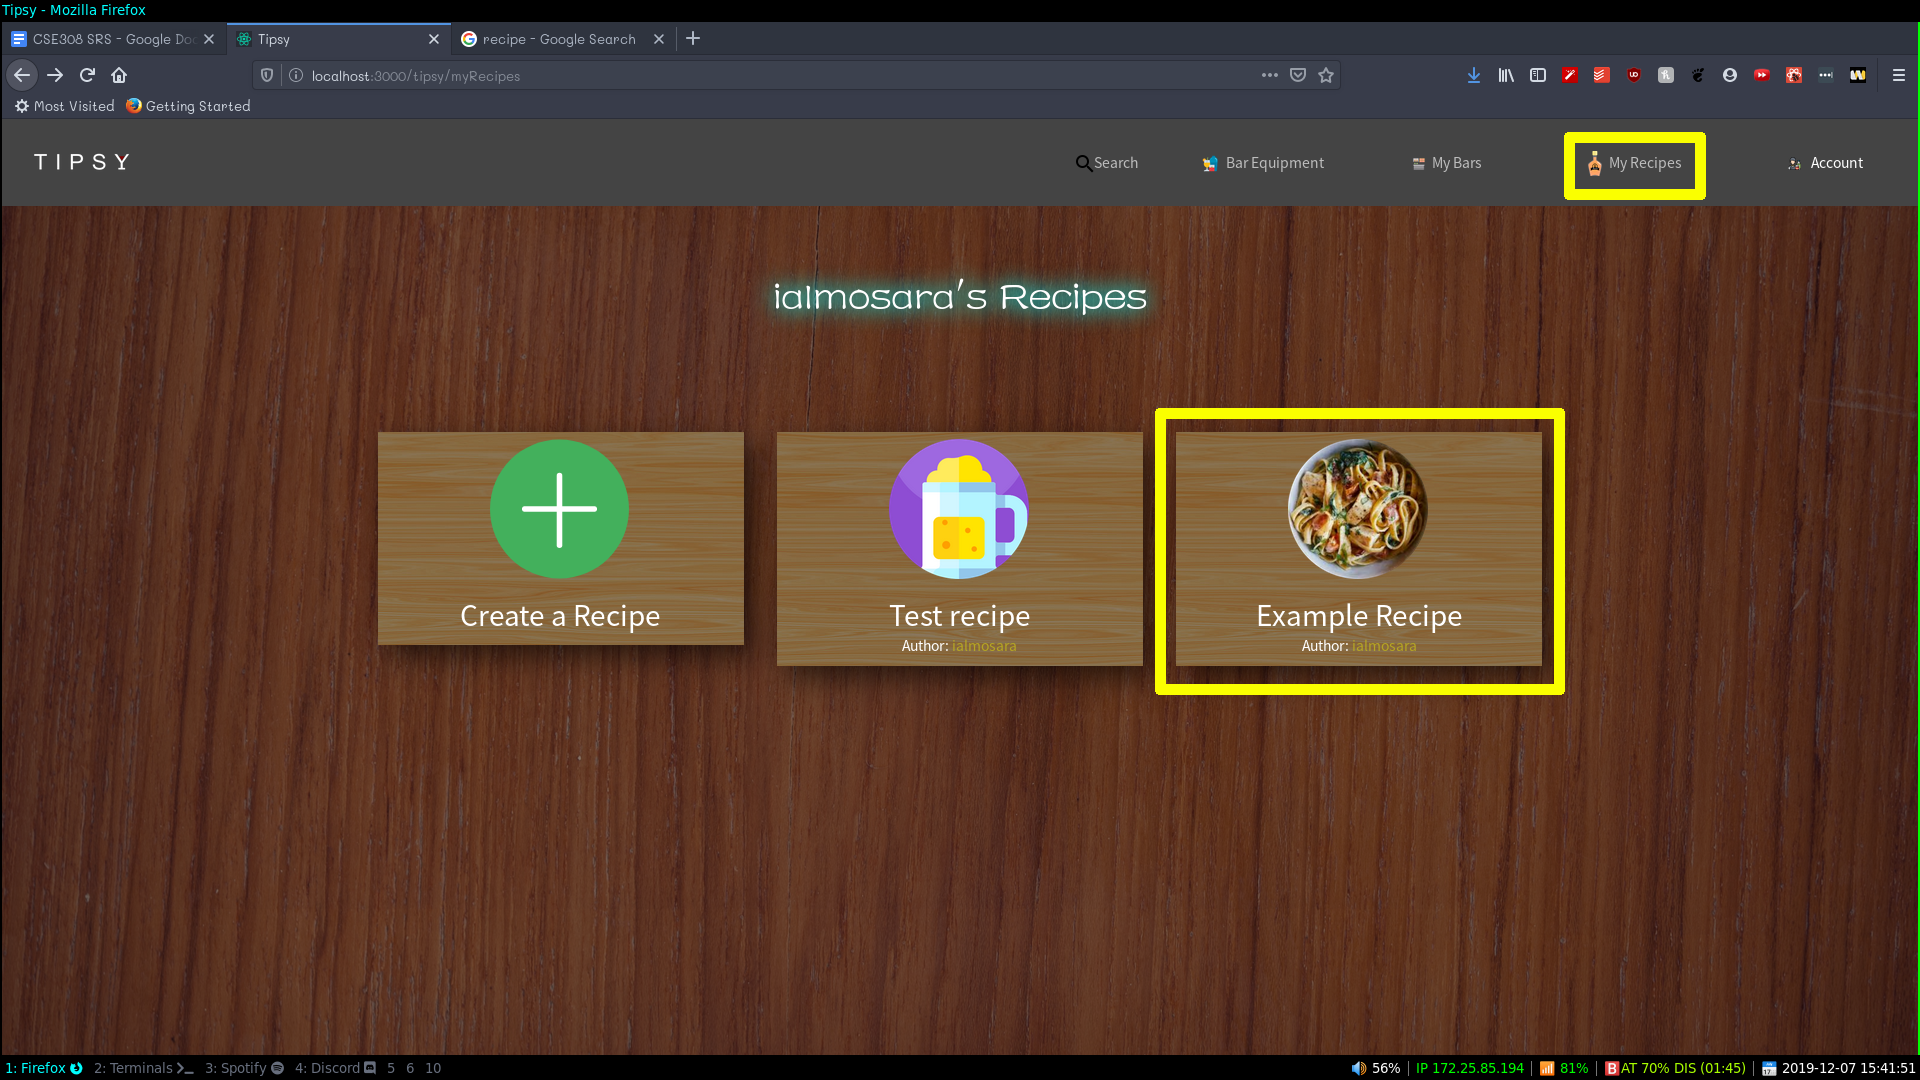 Tipsy - Mozilla Firefox
CSE308 SRS - Google Doc
Tipsy
recipe - Google Search
localhost:3000/tipsy/myRecipes
Most Visited
Getting Started
TIPSY
Search
Bar Equipment
My Bars
My Recipes
Account
ialmosara's Recipes
Create a Recipe
Test recipe
Author: ialmosara
Example Recipe
Author: ialmosara
1: Firefox 2: Terminals 3: Spotify 4: Discord 5 6 10
56% | IP 172.25.85.194 | 81% | BAT 70% DIS (01:45) | 2019-12-07 15:41:51